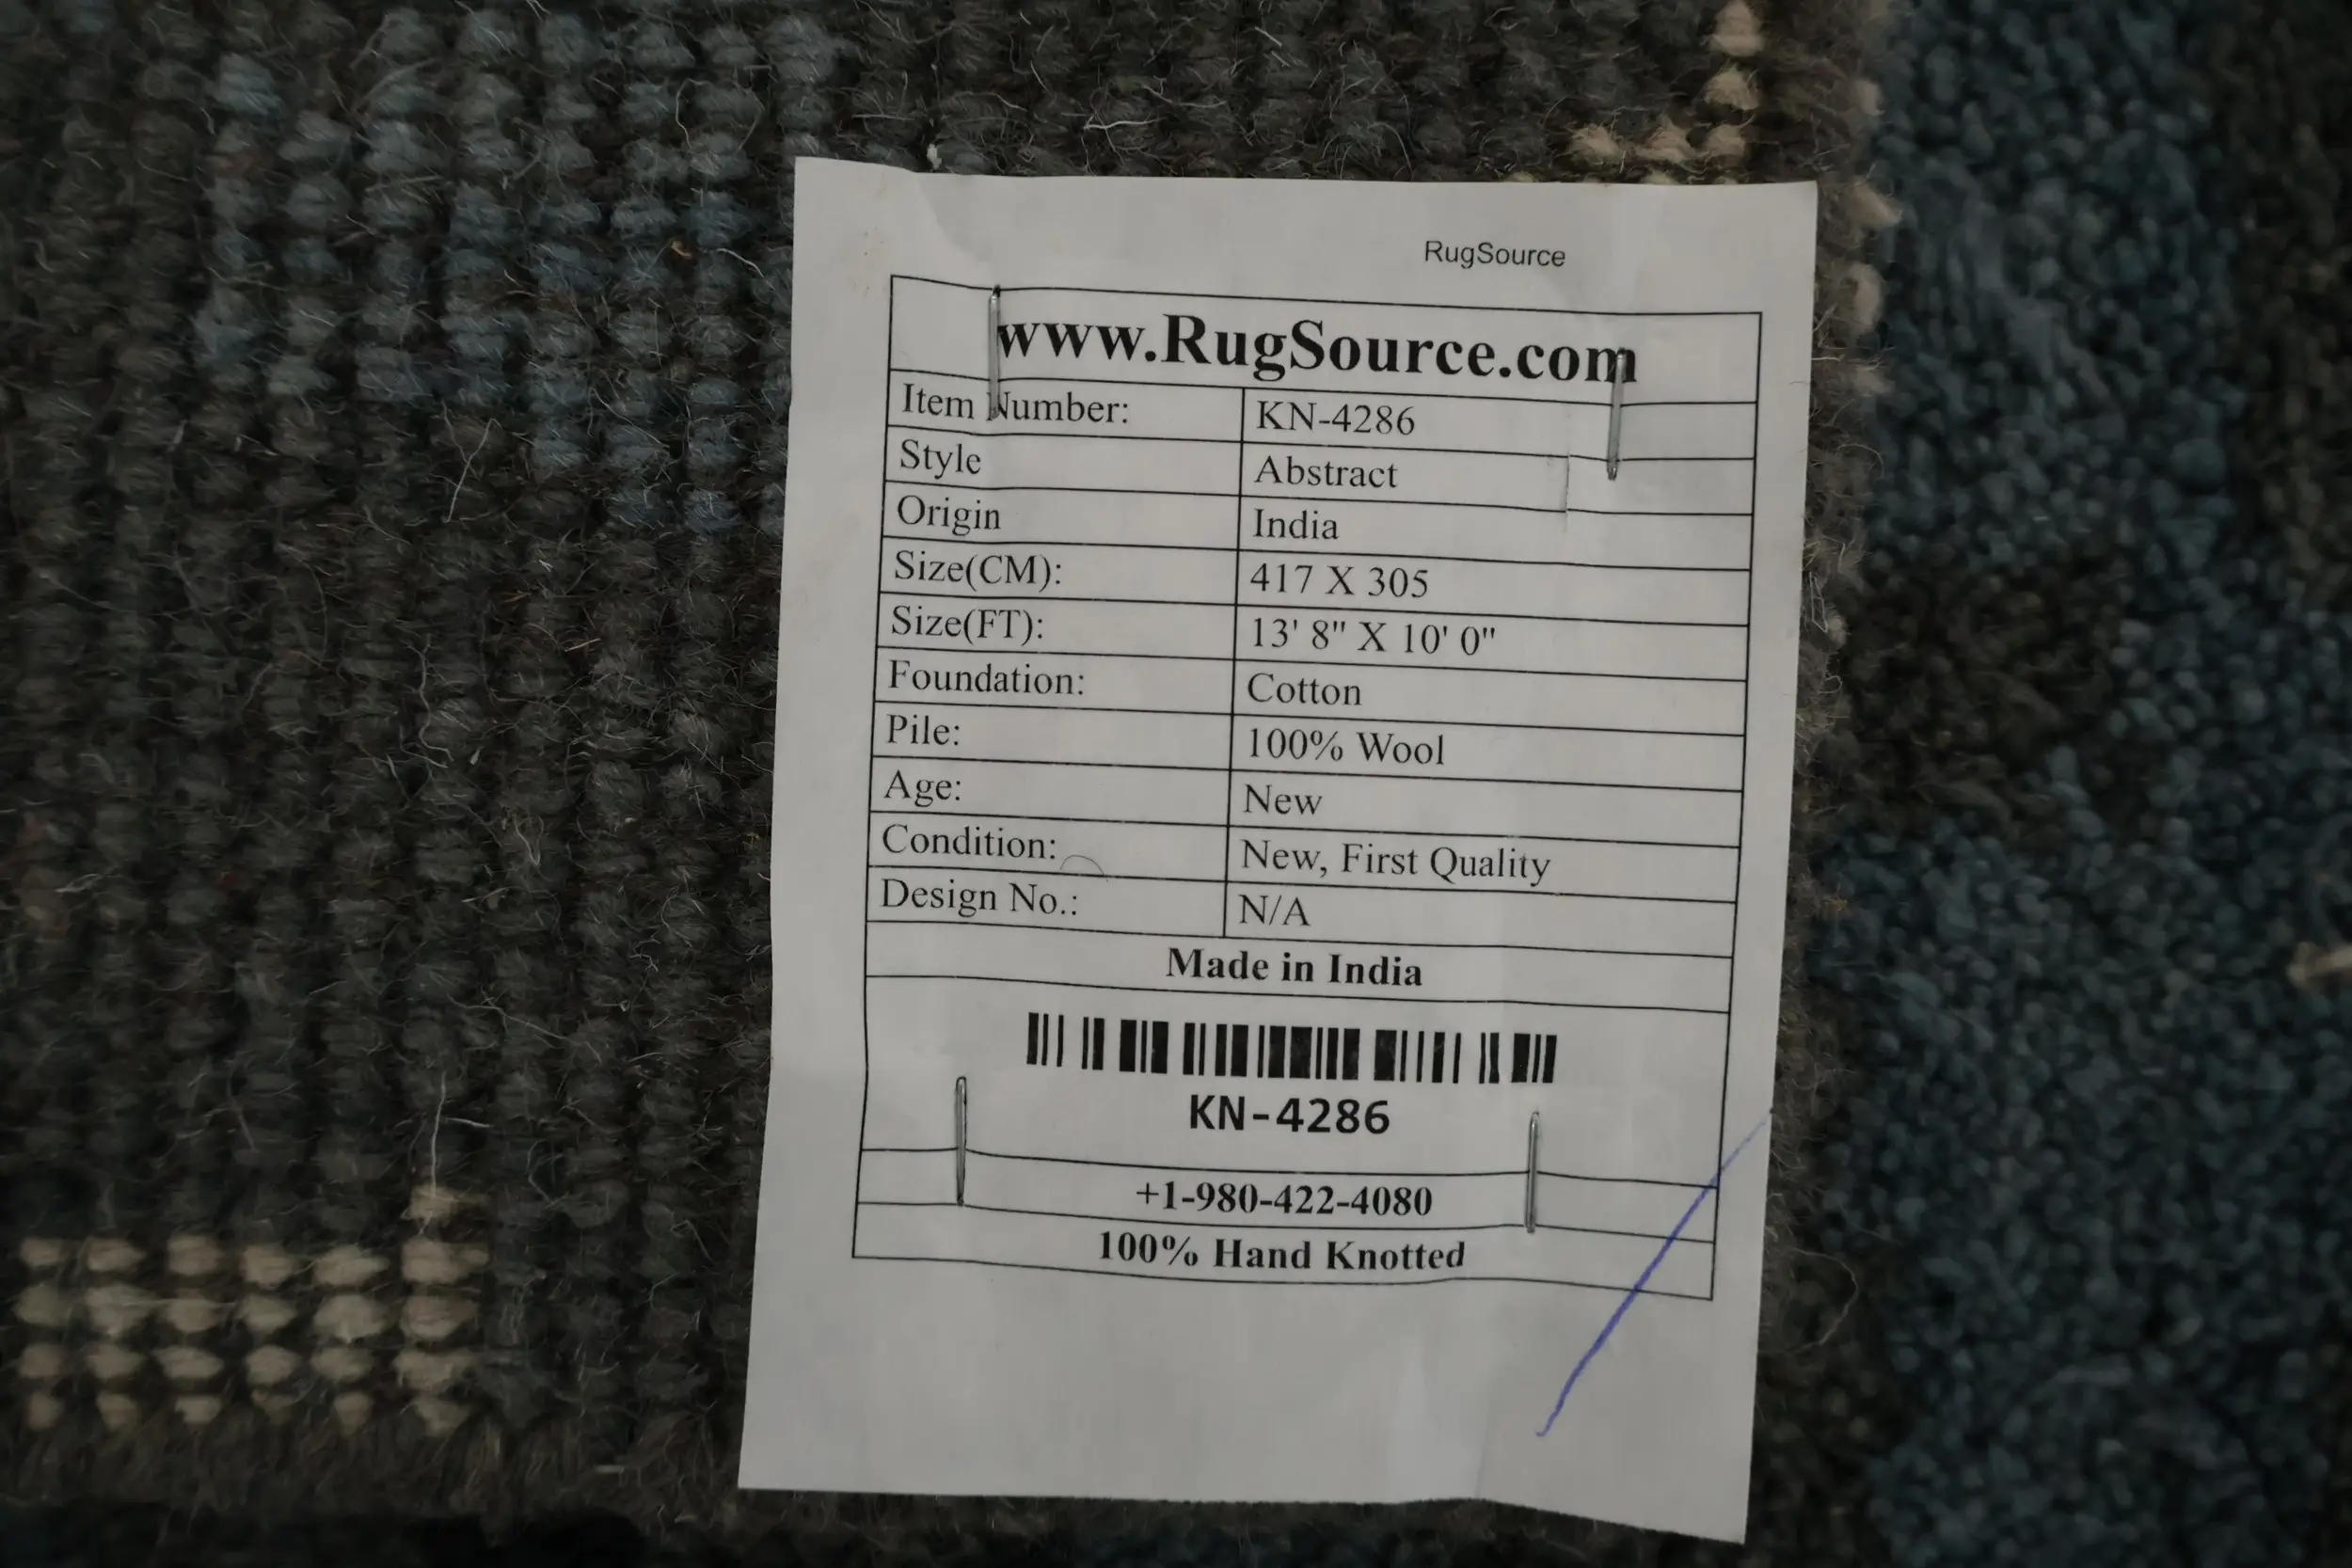 RugSource
www.RugSource.com
Item Number: KN-4286
Style Abstract
Origin India
Size(CM): 417 X 305
Size(FT): 13' 8" X 10' 0"
Foundation: Cotton
Pile: 100% Wool
Age: New
Condition: New, First Quality
Design No.: N/A
Made in India
KN-4286
+1-980-422-4080
100% Hand Knotted